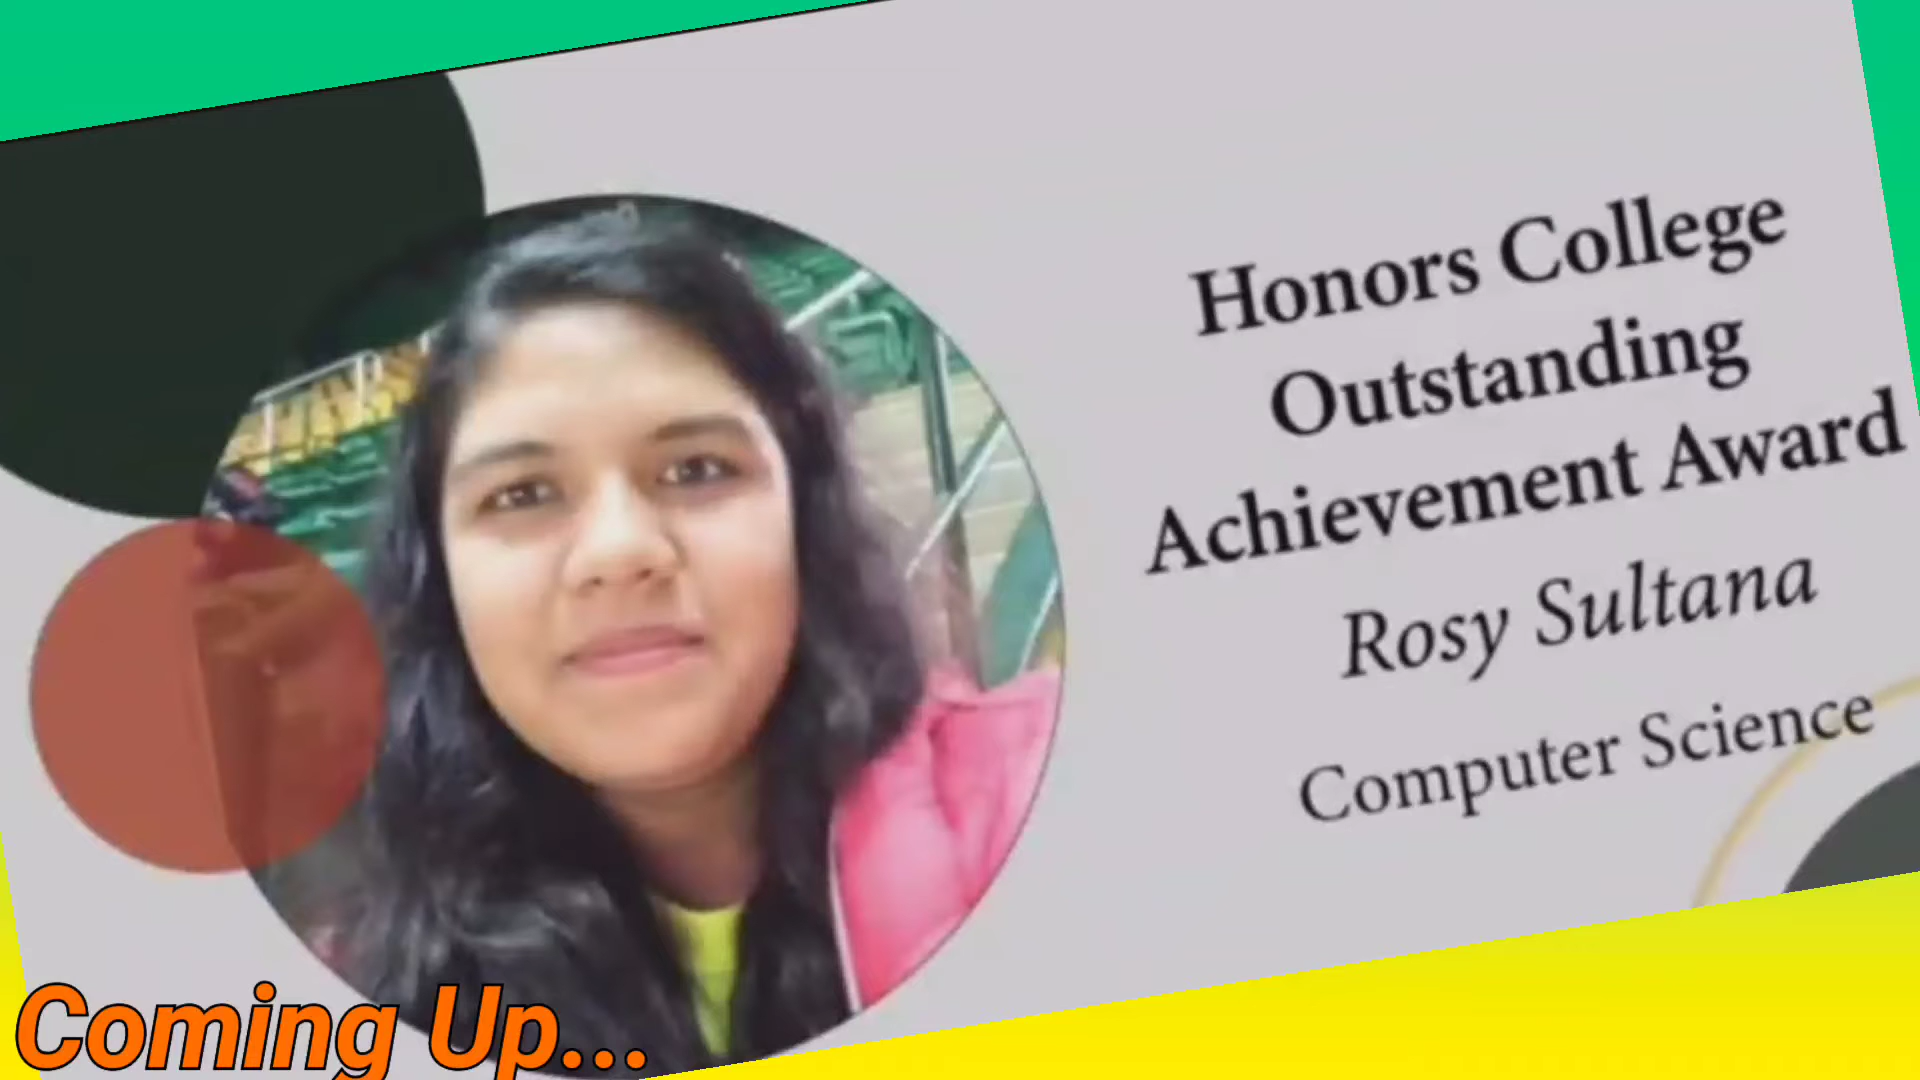 Honors College
Outstanding
Achievement Award
Rosy Sultana
Computer Science
Coming Up...